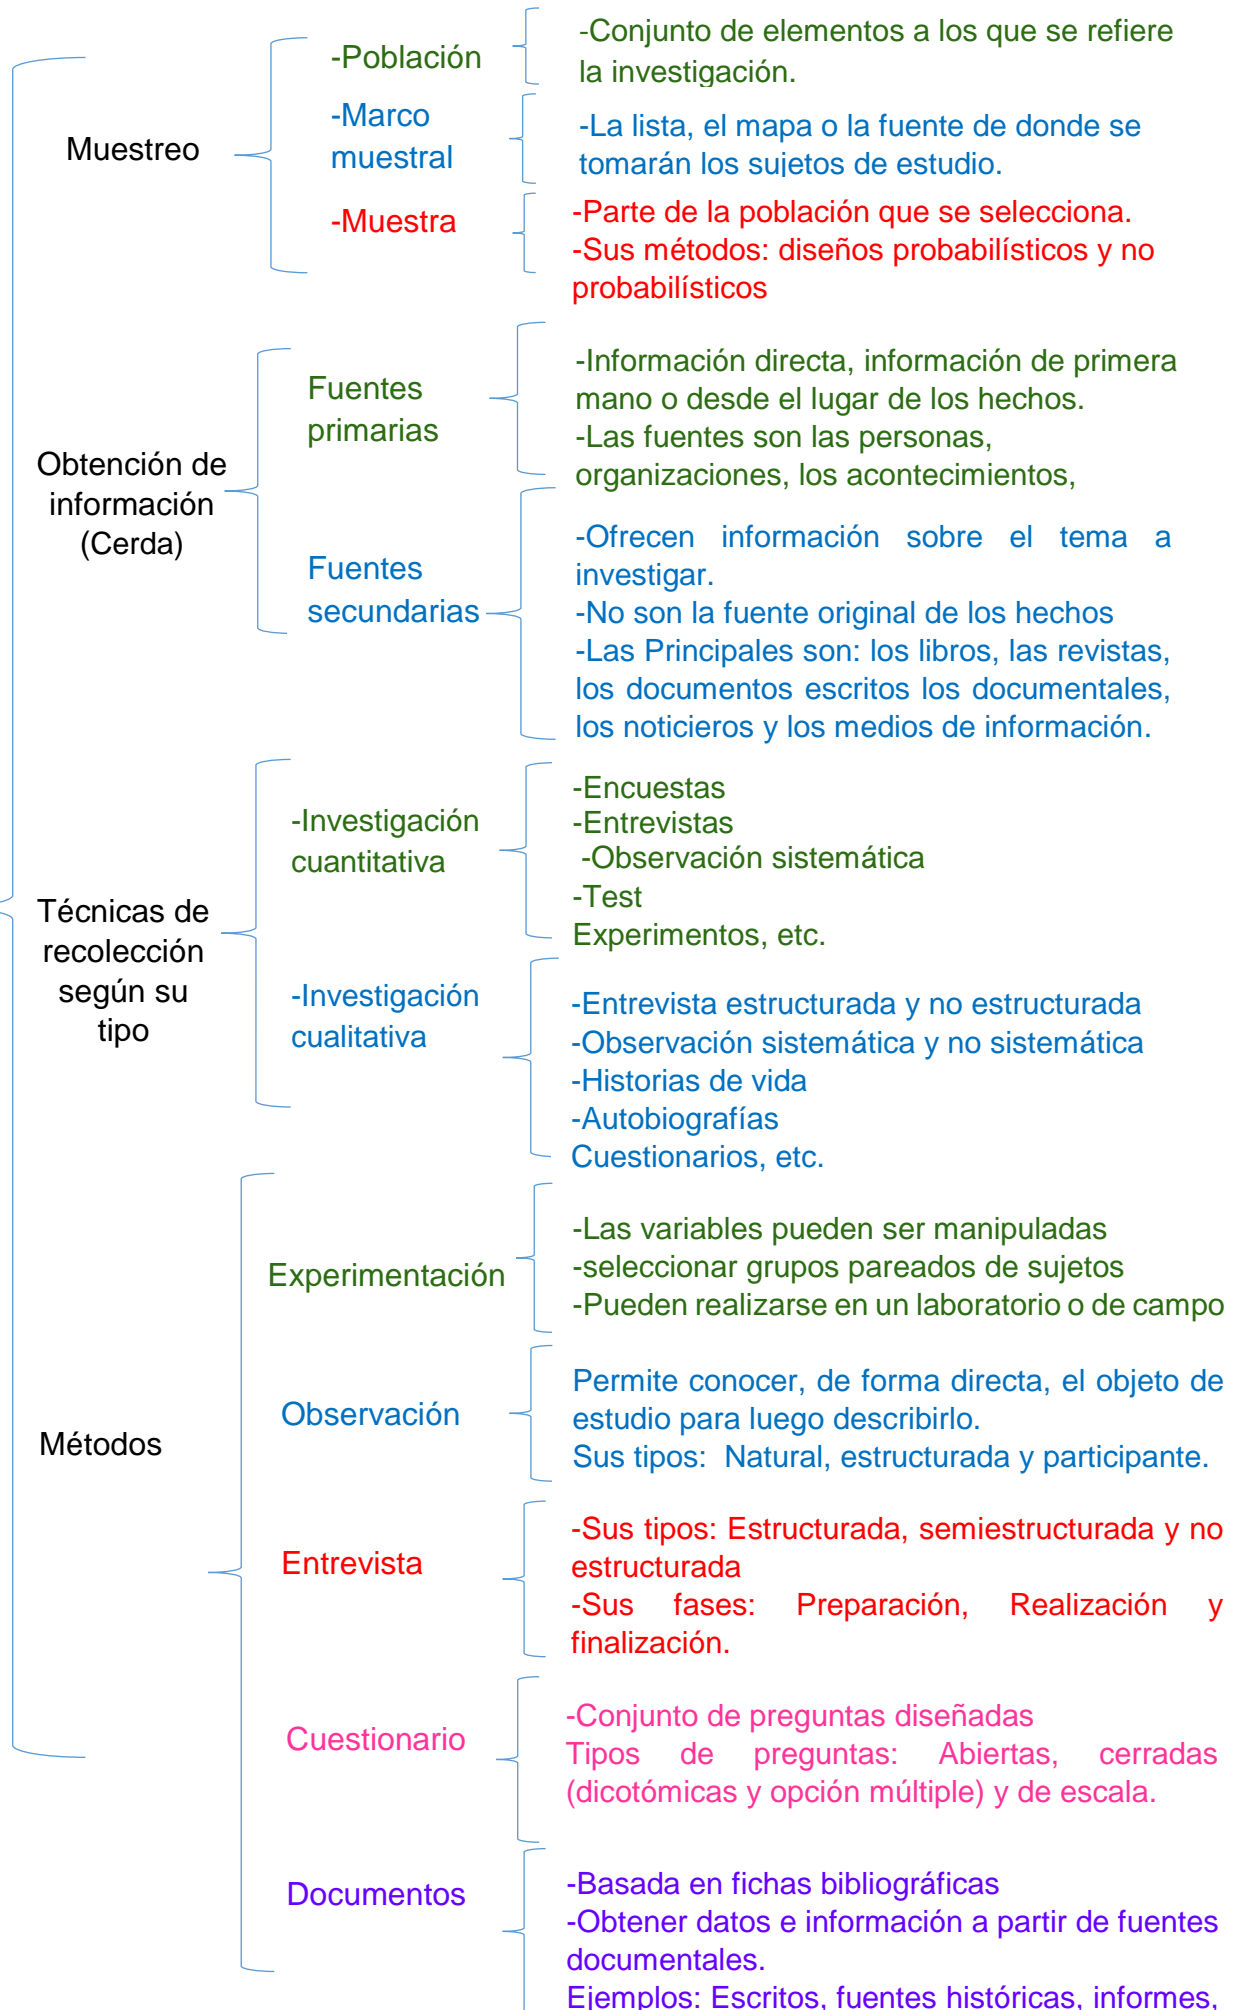 Muestreo
-Población
-Conjunto de elementos a los que se refiere
la investigación.
-Marco
muestral
-La lista, el mapa o la fuente de donde se
tomarán los sujetos de estudio.
-Muestra
-Parte de la población que se selecciona.
-Sus métodos: diseños probabilísticos y no
probabilísticos
Obtención de
información
(Cerda)
Fuentes
primarias
-Información directa, información de primera
mano o desde el lugar de los hechos.
-Las fuentes son las personas,
organizaciones, los acontecimientos,
Fuentes
secundarias
-Ofrecen información sobre el tema a
investigar.
-No son la fuente original de los hechos
-Las Principales son: los libros, las revistas,
los documentos escritos los documentales,
los noticieros y los medios de información.
Técnicas de
recolección
según su
tipo
-Investigación
cuantitativa
-Encuestas
-Entrevistas
-Observación sistemática
-Test
Experimentos, etc.
-Investigación
cualitativa
-Entrevista estructurada y no estructurada
-Observación sistemática y no sistemática
-Historias de vida
-Autobiografías
Cuestionarios, etc.
Métodos
Experimentación
-Las variables pueden ser manipuladas
-seleccionar grupos pareados de sujetos
-Pueden realizarse en un laboratorio o de campo
Observación
Permite conocer, de forma directa, el objeto de
estudio para luego describirlo.
Sus tipos: Natural, estructurada y participante.
Entrevista
-Sus tipos: Estructurada, semiestructurada y no
estructurada
-Sus fases: Preparación, Realización y
finalización.
Cuestionario
-Conjunto de preguntas diseñadas
Tipos de preguntas: Abiertas, cerradas
(dicotómicas y opción múltiple) y de escala.
Documentos
-Basada en fichas bibliográficas
-Obtener datos e información a partir de fuentes
documentales.
Ejemplos: Escritos, fuentes históricas, informes,